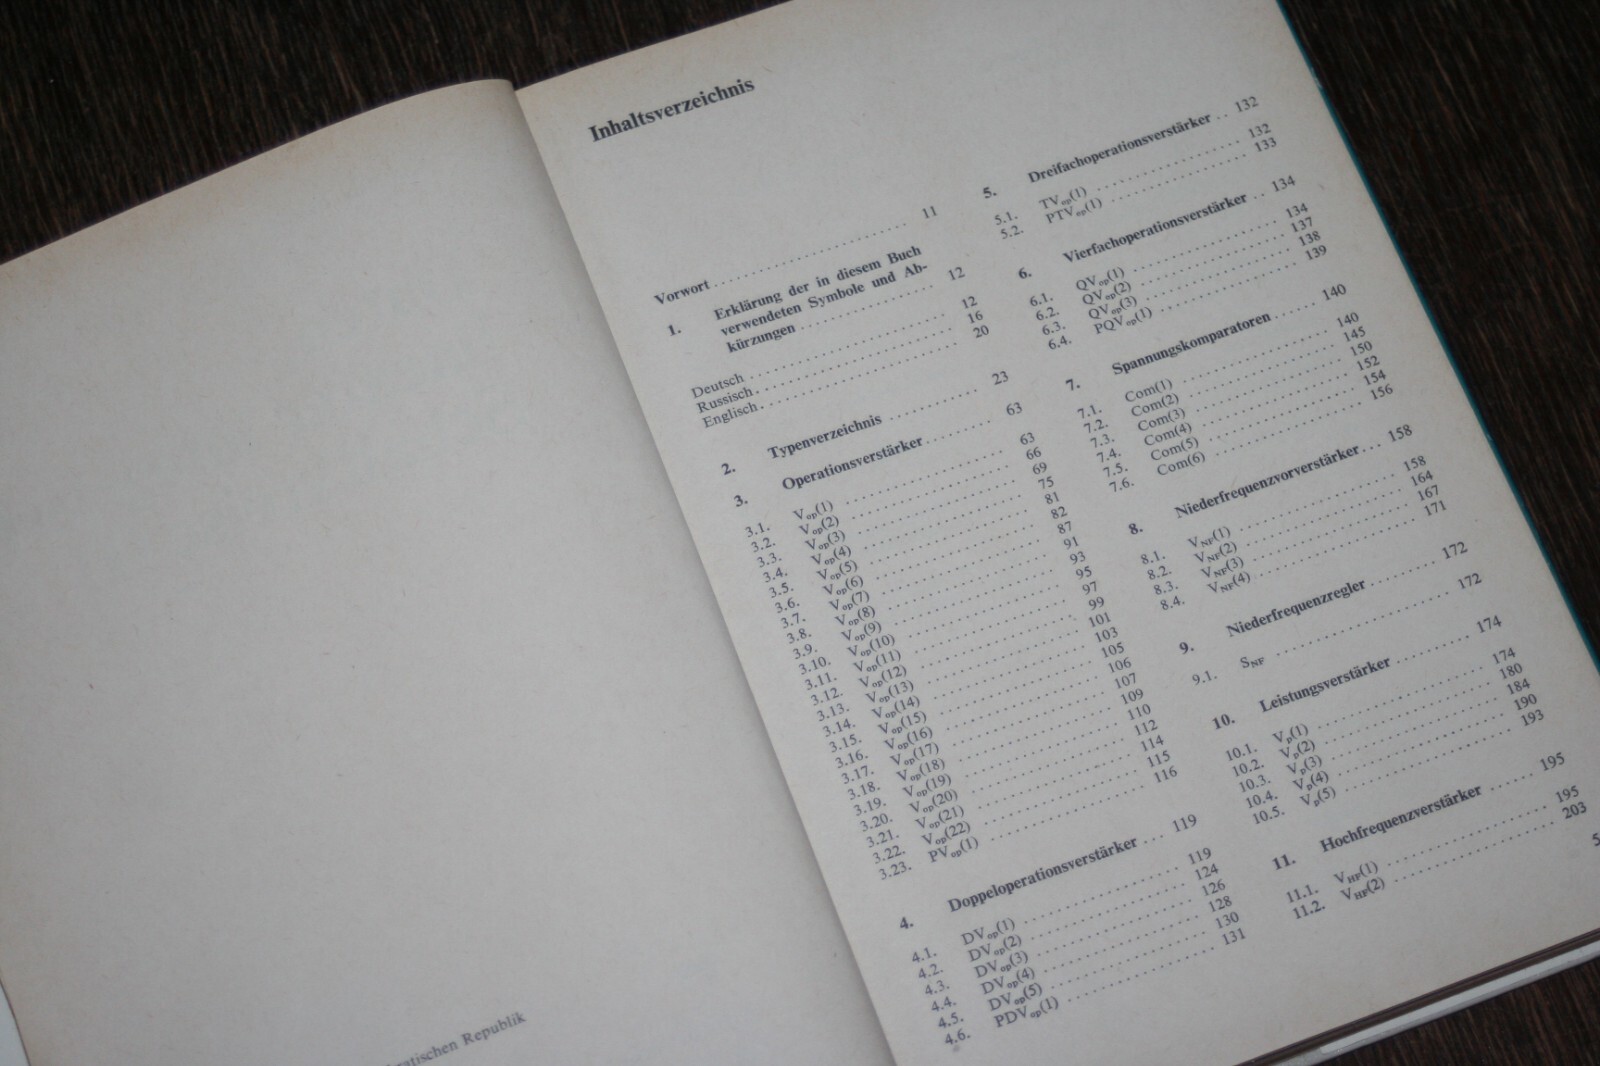 ratischen Republik
Inhaltsverzeichnis
Vorwort . . . . . . . . . . . . . . . . . . . . 11
1. Erklärung der in diesem Buch
verwendeten Symbole und Ab-
kürzungen . . . . . . . . . . . . . . 12
Deutsch . . . . . . . . . . . . . . . . . . . . 12
Russisch . . . . . . . . . . . . . . . . . . . . 16
Englisch . . . . . . . . . . . . . . . . . . . . 20
2. Typenverzeichnis . . . . . . . . . . 23
3. Operationsverstärker . . . . . . . . 63
3.1. Vop(1) . . . . . . . . . . . . . . . . 63
3.2. Vop(2) . . . . . . . . . . . . . . . . 66
3.3. Vop(3) . . . . . . . . . . . . . . . . 69
3.4. Vop(4) . . . . . . . . . . . . . . . . 75
3.5. Vop(5) . . . . . . . . . . . . . . . . 81
3.6. Vop(6) . . . . . . . . . . . . . . . . 82
3.7. Vop(7) . . . . . . . . . . . . . . . . 87
3.8. Vop(8) . . . . . . . . . . . . . . . . 91
3.9. Vop(9) . . . . . . . . . . . . . . . . 93
3.10. Vop(10) . . . . . . . . . . . . . . . 95
3.11. Vop(11) . . . . . . . . . . . . . . . 97
3.12. Vop(12) . . . . . . . . . . . . . . . 99
3.13. Vop(13) . . . . . . . . . . . . . . . 101
3.14. Vop(14) . . . . . . . . . . . . . . . 103
3.15. Vop(15) . . . . . . . . . . . . . . . 105
3.16. Vop(16) . . . . . . . . . . . . . . . 106
3.17. Vop(17) . . . . . . . . . . . . . . . 107
3.18. Vop(18) . . . . . . . . . . . . . . . 109
3.19. Vop(19) . . . . . . . . . . . . . . . 110
3.20. Vop(20) . . . . . . . . . . . . . . . 112
3.21. Vop(21) . . . . . . . . . . . . . . . 114
3.22. Vop(22) . . . . . . . . . . . . . . . 115
3.23. PVop(1) . . . . . . . . . . . . . . . 116
4. Doppeloperationsverstärker . . . 119
4.1. DVop(1) . . . . . . . . . . . . . . . 119
4.2. DVop(2) . . . . . . . . . . . . . . . 124
4.3. DVop(3) . . . . . . . . . . . . . . . 126
4.4. DVop(4) . . . . . . . . . . . . . . . 128
4.5. DVop(5) . . . . . . . . . . . . . . . 130
4.6. PDVop(1) . . . . . . . . . . . . . . 131
5. Dreifachoperationsverstärker . . 132
5.1. TVop(1) . . . . . . . . . . . . . . . 132
5.2. PTVop(1) . . . . . . . . . . . . . . 133
6. Vierfachoperationsverstärker . . 134
6.1. QVop(1) . . . . . . . . . . . . . . . 134
6.2. QVop(2) . . . . . . . . . . . . . . . 137
6.3. QVop(3) . . . . . . . . . . . . . . . 138
6.4. PQVop(1) . . . . . . . . . . . . . . 139
7. Spannungskomparatoren . . . . . 140
7.1. Com(1) . . . . . . . . . . . . . . . 140
7.2. Com(2) . . . . . . . . . . . . . . . 145
7.3. Com(3) . . . . . . . . . . . . . . . 150
7.4. Com(4) . . . . . . . . . . . . . . . 152
7.5. Com(5) . . . . . . . . . . . . . . . 154
7.6. Com(6) . . . . . . . . . . . . . . . 156
8. Niederfrequenzvorverstärker . . . 158
8.1. VNF(1) . . . . . . . . . . . . . . . 158
8.2. VNF(2) . . . . . . . . . . . . . . . 164
8.3. VNF(3) . . . . . . . . . . . . . . . 167
8.4. VNF(4) . . . . . . . . . . . . . . . 171
9. Niederfrequenzregler . . . . . . . . 172
9.1. SNF . . . . . . . . . . . . . . . . . 172
10. Leistungsverstärker . . . . . . . . 174
10.1. Vp(1) . . . . . . . . . . . . . . . . 174
10.2. Vp(2) . . . . . . . . . . . . . . . . 180
10.3. Vp(3) . . . . . . . . . . . . . . . . 184
10.4. Vp(4) . . . . . . . . . . . . . . . . 190
10.5. Vp(5) . . . . . . . . . . . . . . . . 193
11. Hochfrequenzverstärker . . . . . . 195
11.1. VHF(1) . . . . . . . . . . . . . . . 195
11.2. VHF(2) . . . . . . . . . . . . . . . 203
5